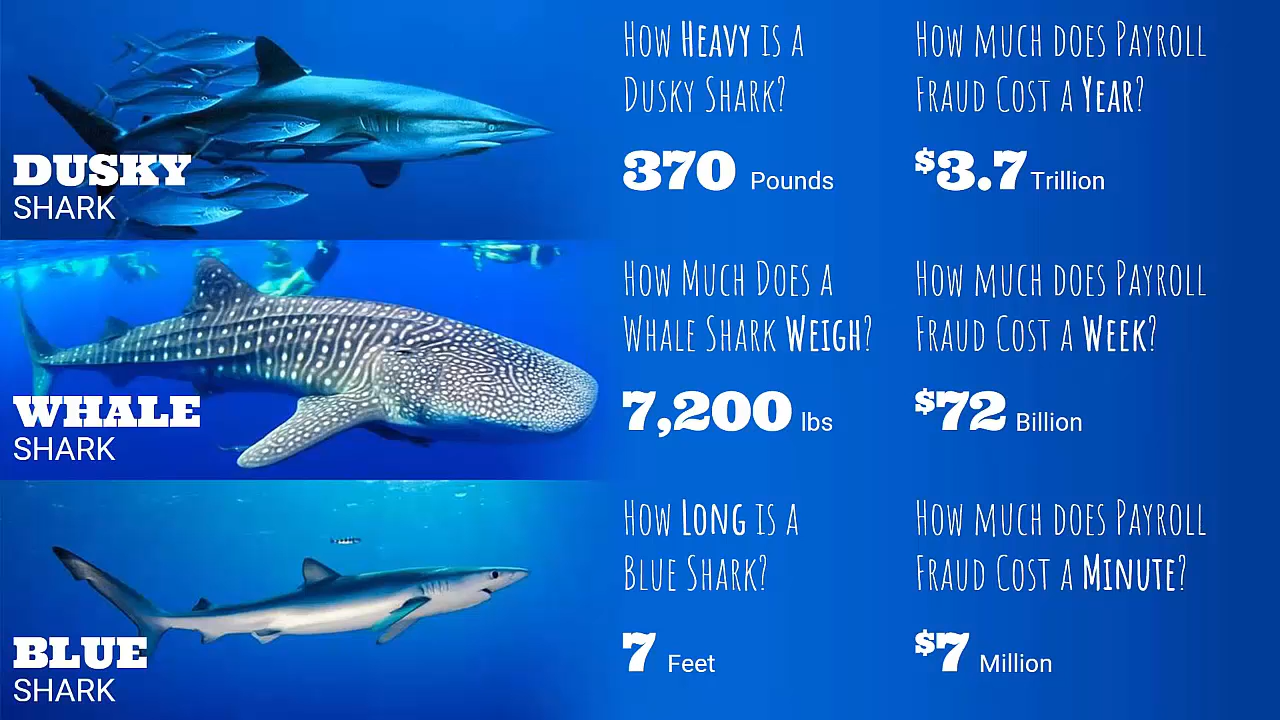 DUSKY
SHARK
How Heavy is a
Dusky Shark?
370 Pounds
How much does Payroll
Fraud Cost a Year?
$3.7 Trillion
WHALE
SHARK
How Much Does a
Whale Shark Weigh?
7,200 lbs
How much does Payroll
Fraud Cost a Week?
$72 Billion
BLUE
SHARK
How Long is a
Blue Shark?
7 Feet
How much does Payroll
Fraud Cost a Minute?
$7 Million